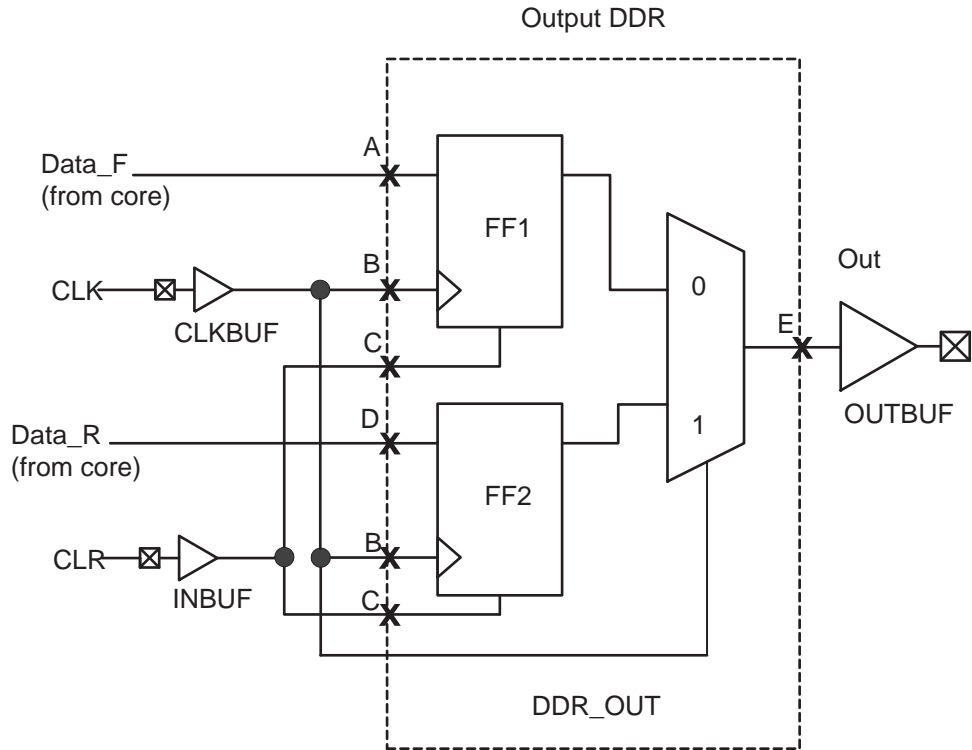 Output DDR
A
Data_F
(from core)
FF1
B
Out
CLK
0
CLKBUF
E
C
OUTBUF
D
1
Data_R
(from core)
FF2
B
CLR
C
INBUF
DDR_OUT